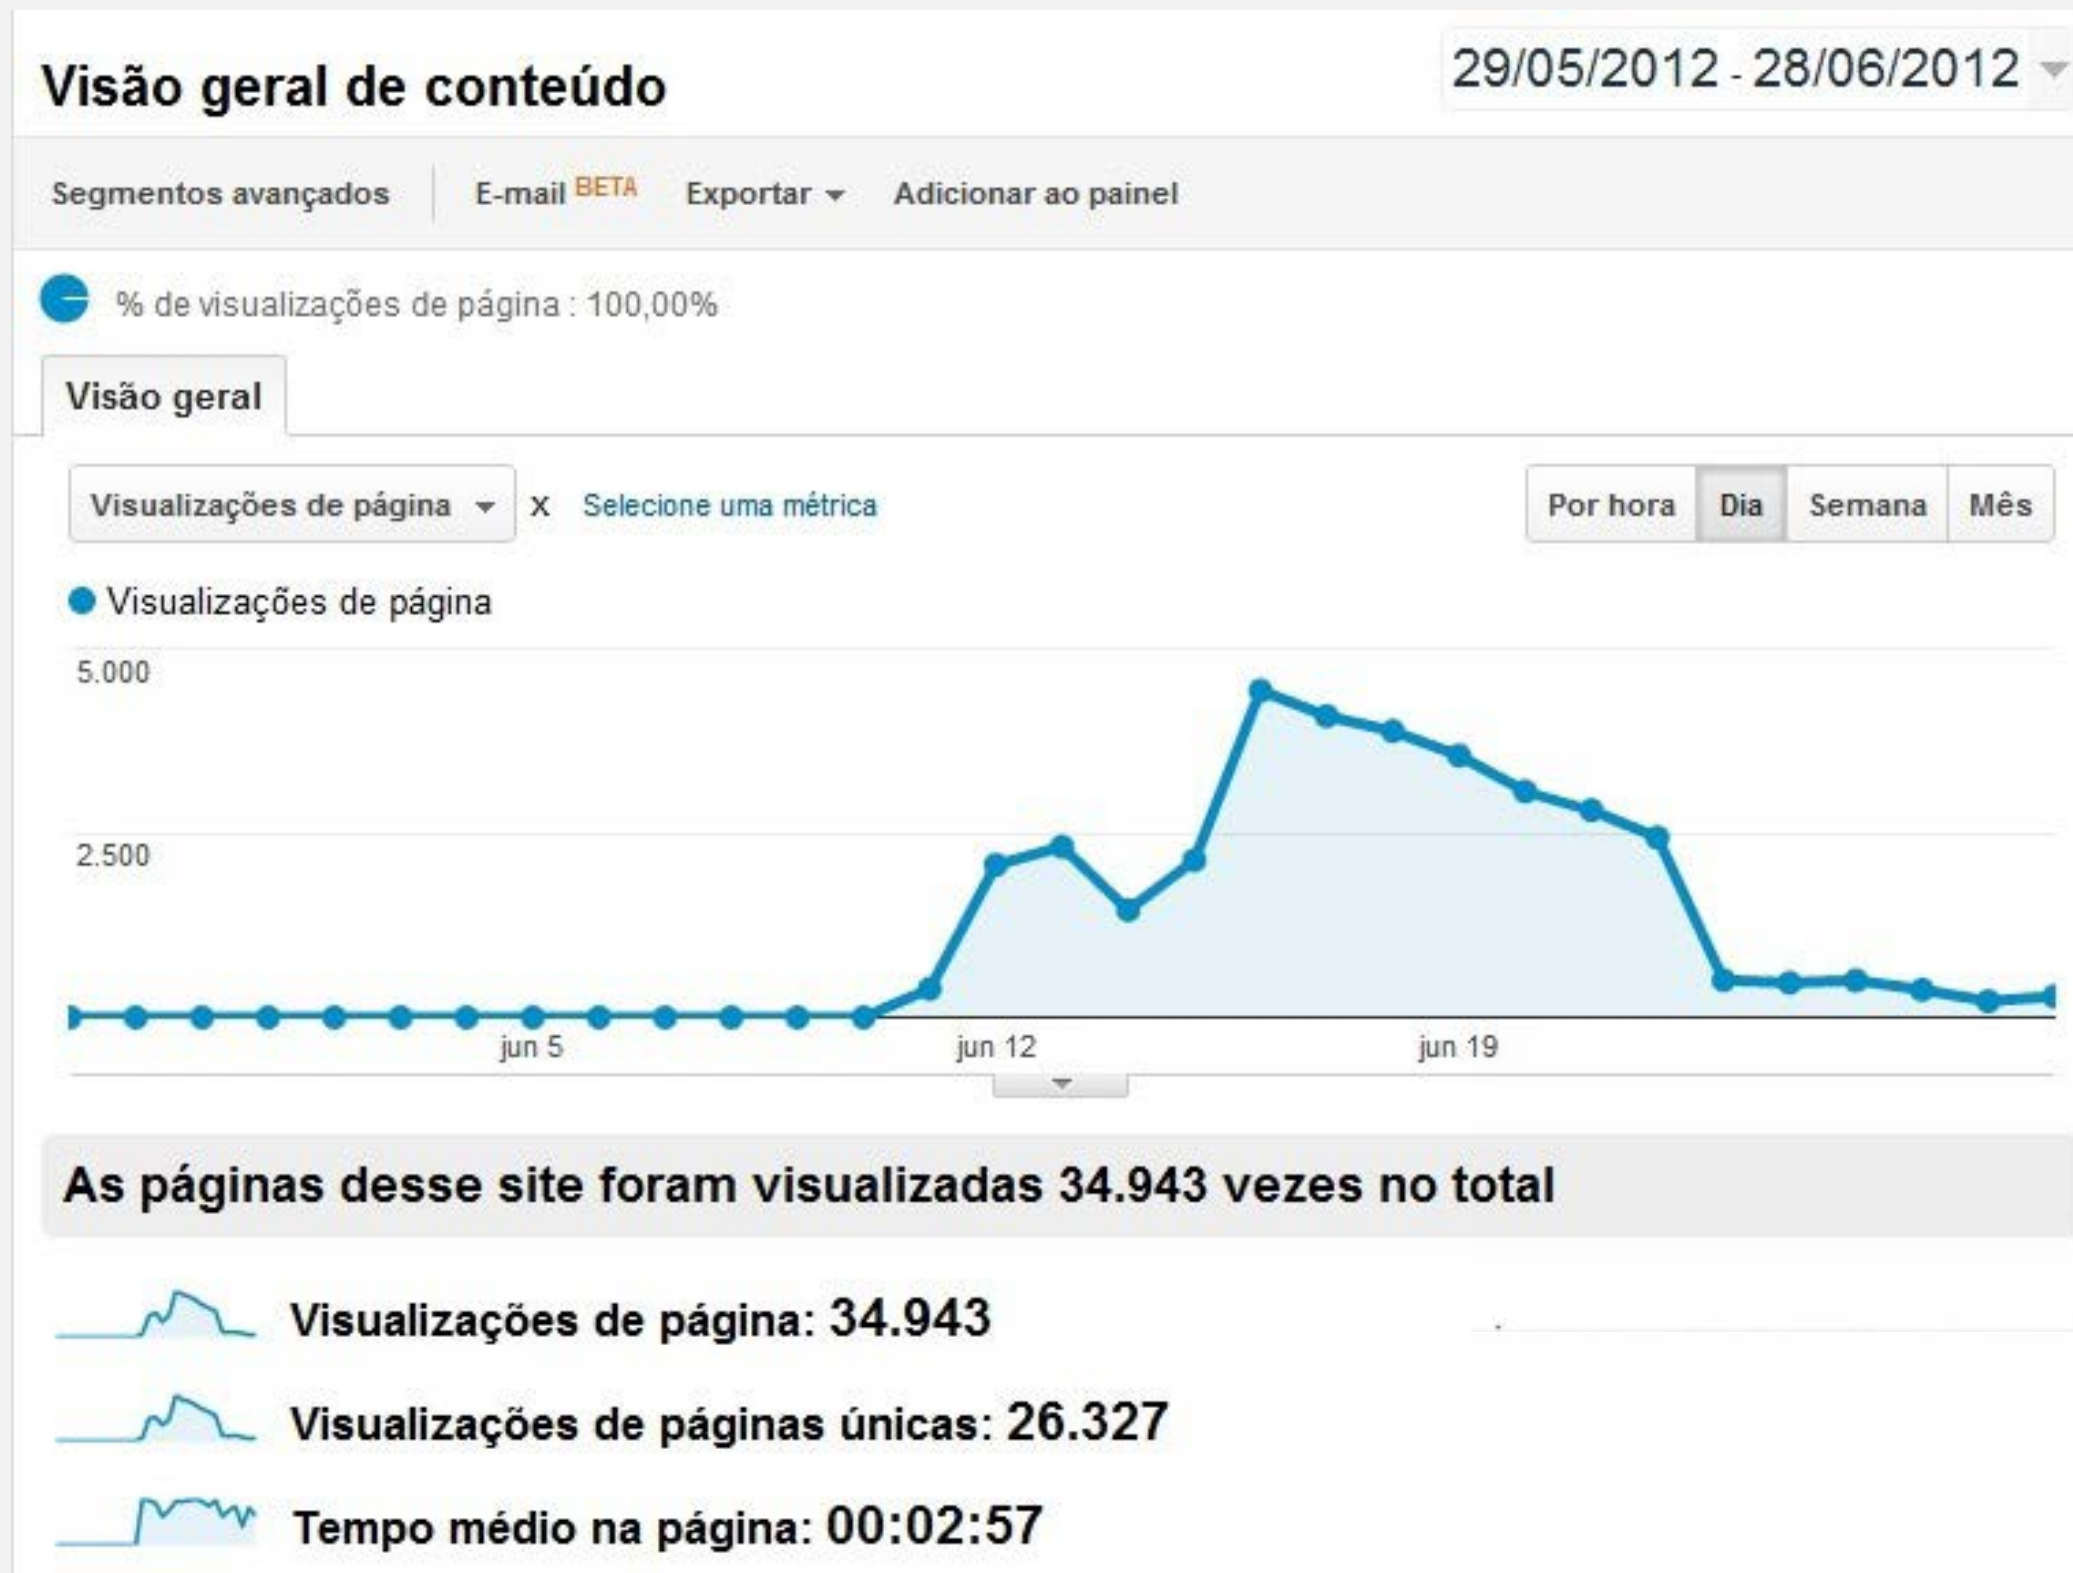 Visão geral de conteúdo
29/05/2012 - 28/06/2012
Segmentos avançados E-mail BETA Exportar Adicionar ao painel
% de visualizações de página : 100,00%
Visão geral
Visualizações de página x Selecione uma métrica Por hora Dia Semana Mês
Visualizações de página
5.000
2.500
jun 5 jun 12 jun 19
As páginas desse site foram visualizadas 34.943 vezes no total
Visualizações de página: 34.943
Visualizações de páginas únicas: 26.327
Tempo médio na página: 00:02:57